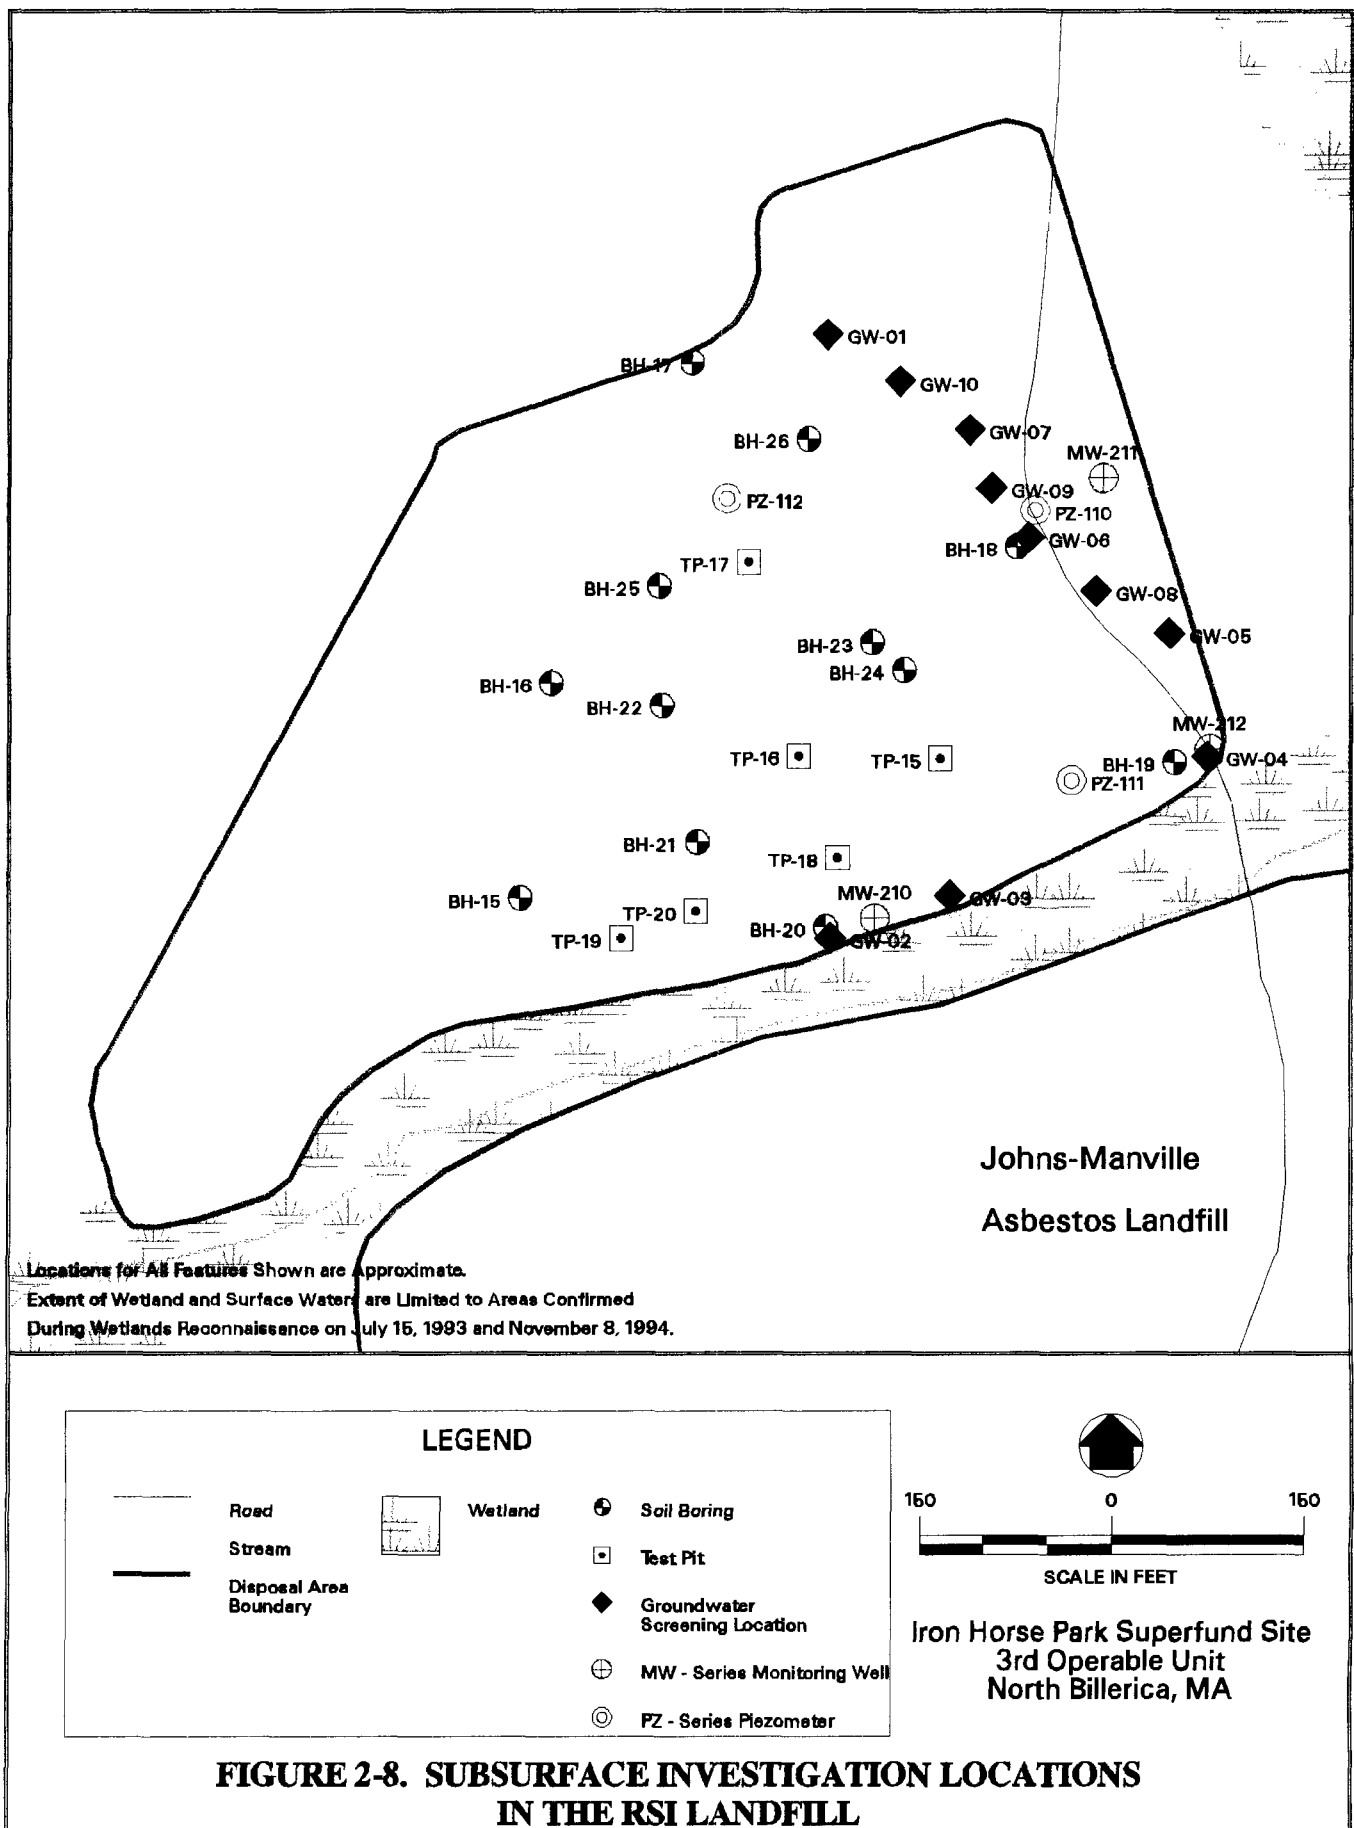 GW-01
BH-17
GW-10
GW-07
BH-26
MW-211
GW-09
PZ-112
PZ-110
GW-06
BH-18
TP-17
BH-25
GW-08
GW-05
BH-23
BH-24
BH-16
BH-22
MW-212
TP-16
TP-15
BH-19
GW-04
PZ-111
BH-21
TP-18
MW-210
GW-03
BH-15
TP-20
BH-20
TP-19
GW-02
Johns-Manville
Asbestos Landfill
Locations for All Features Shown are Approximate.
Extent of Wetland and Surface Waters are Limited to Areas Confirmed
During Wetlands Reconnaissance on July 15, 1993 and November 8, 1994.
LEGEND
Road
Stream
Disposal Area
Boundary
Wetland
Soil Boring
Test Pit
Groundwater
Screening Location
MW - Series Monitoring Well
PZ - Series Piezometer
150 0 150
SCALE IN FEET
Iron Horse Park Superfund Site
3rd Operable Unit
North Billerica, MA
FIGURE 2-8. SUBSURFACE INVESTIGATION LOCATIONS
IN THE RSI LANDFILL